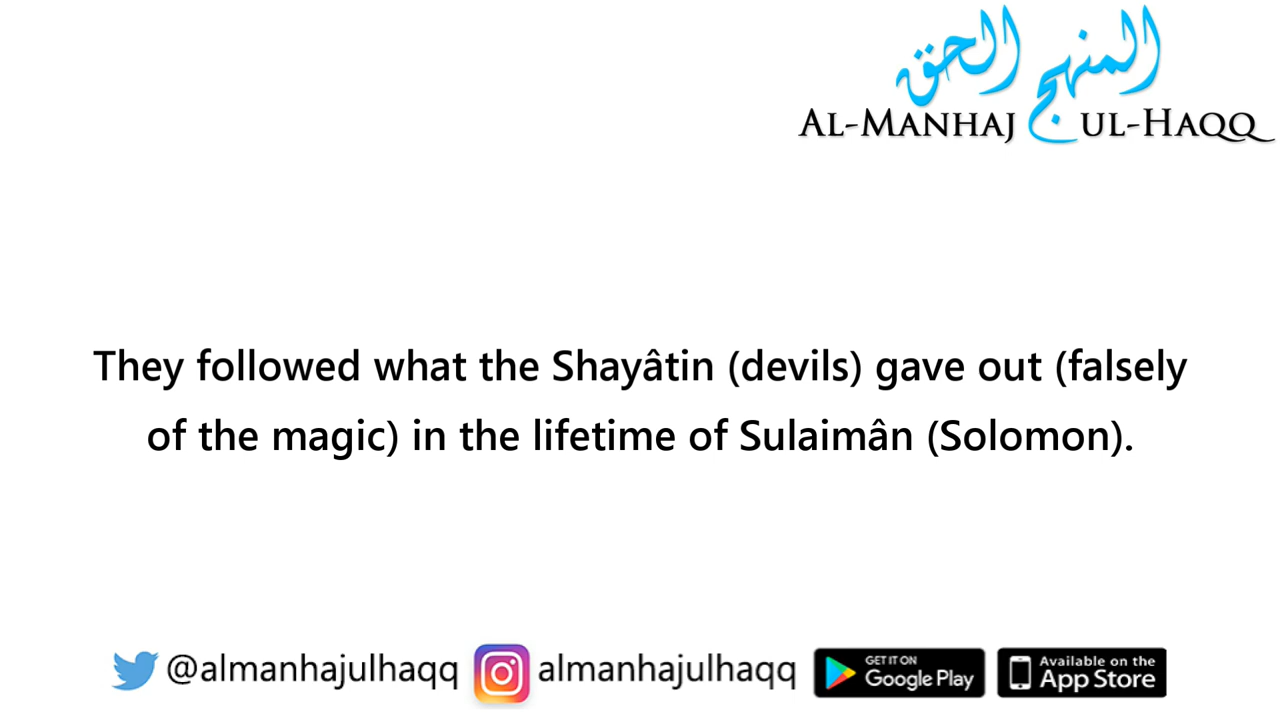 المنهج الحق
AL-MANHAJ UL-HAQQ
They followed what the Shayâtin (devils) gave out (falsely
of the magic) in the lifetime of Sulaimân (Solomon).
@almanhajulhaqq almanhajulhaqq GET IT ON Google Play Available on the App Store